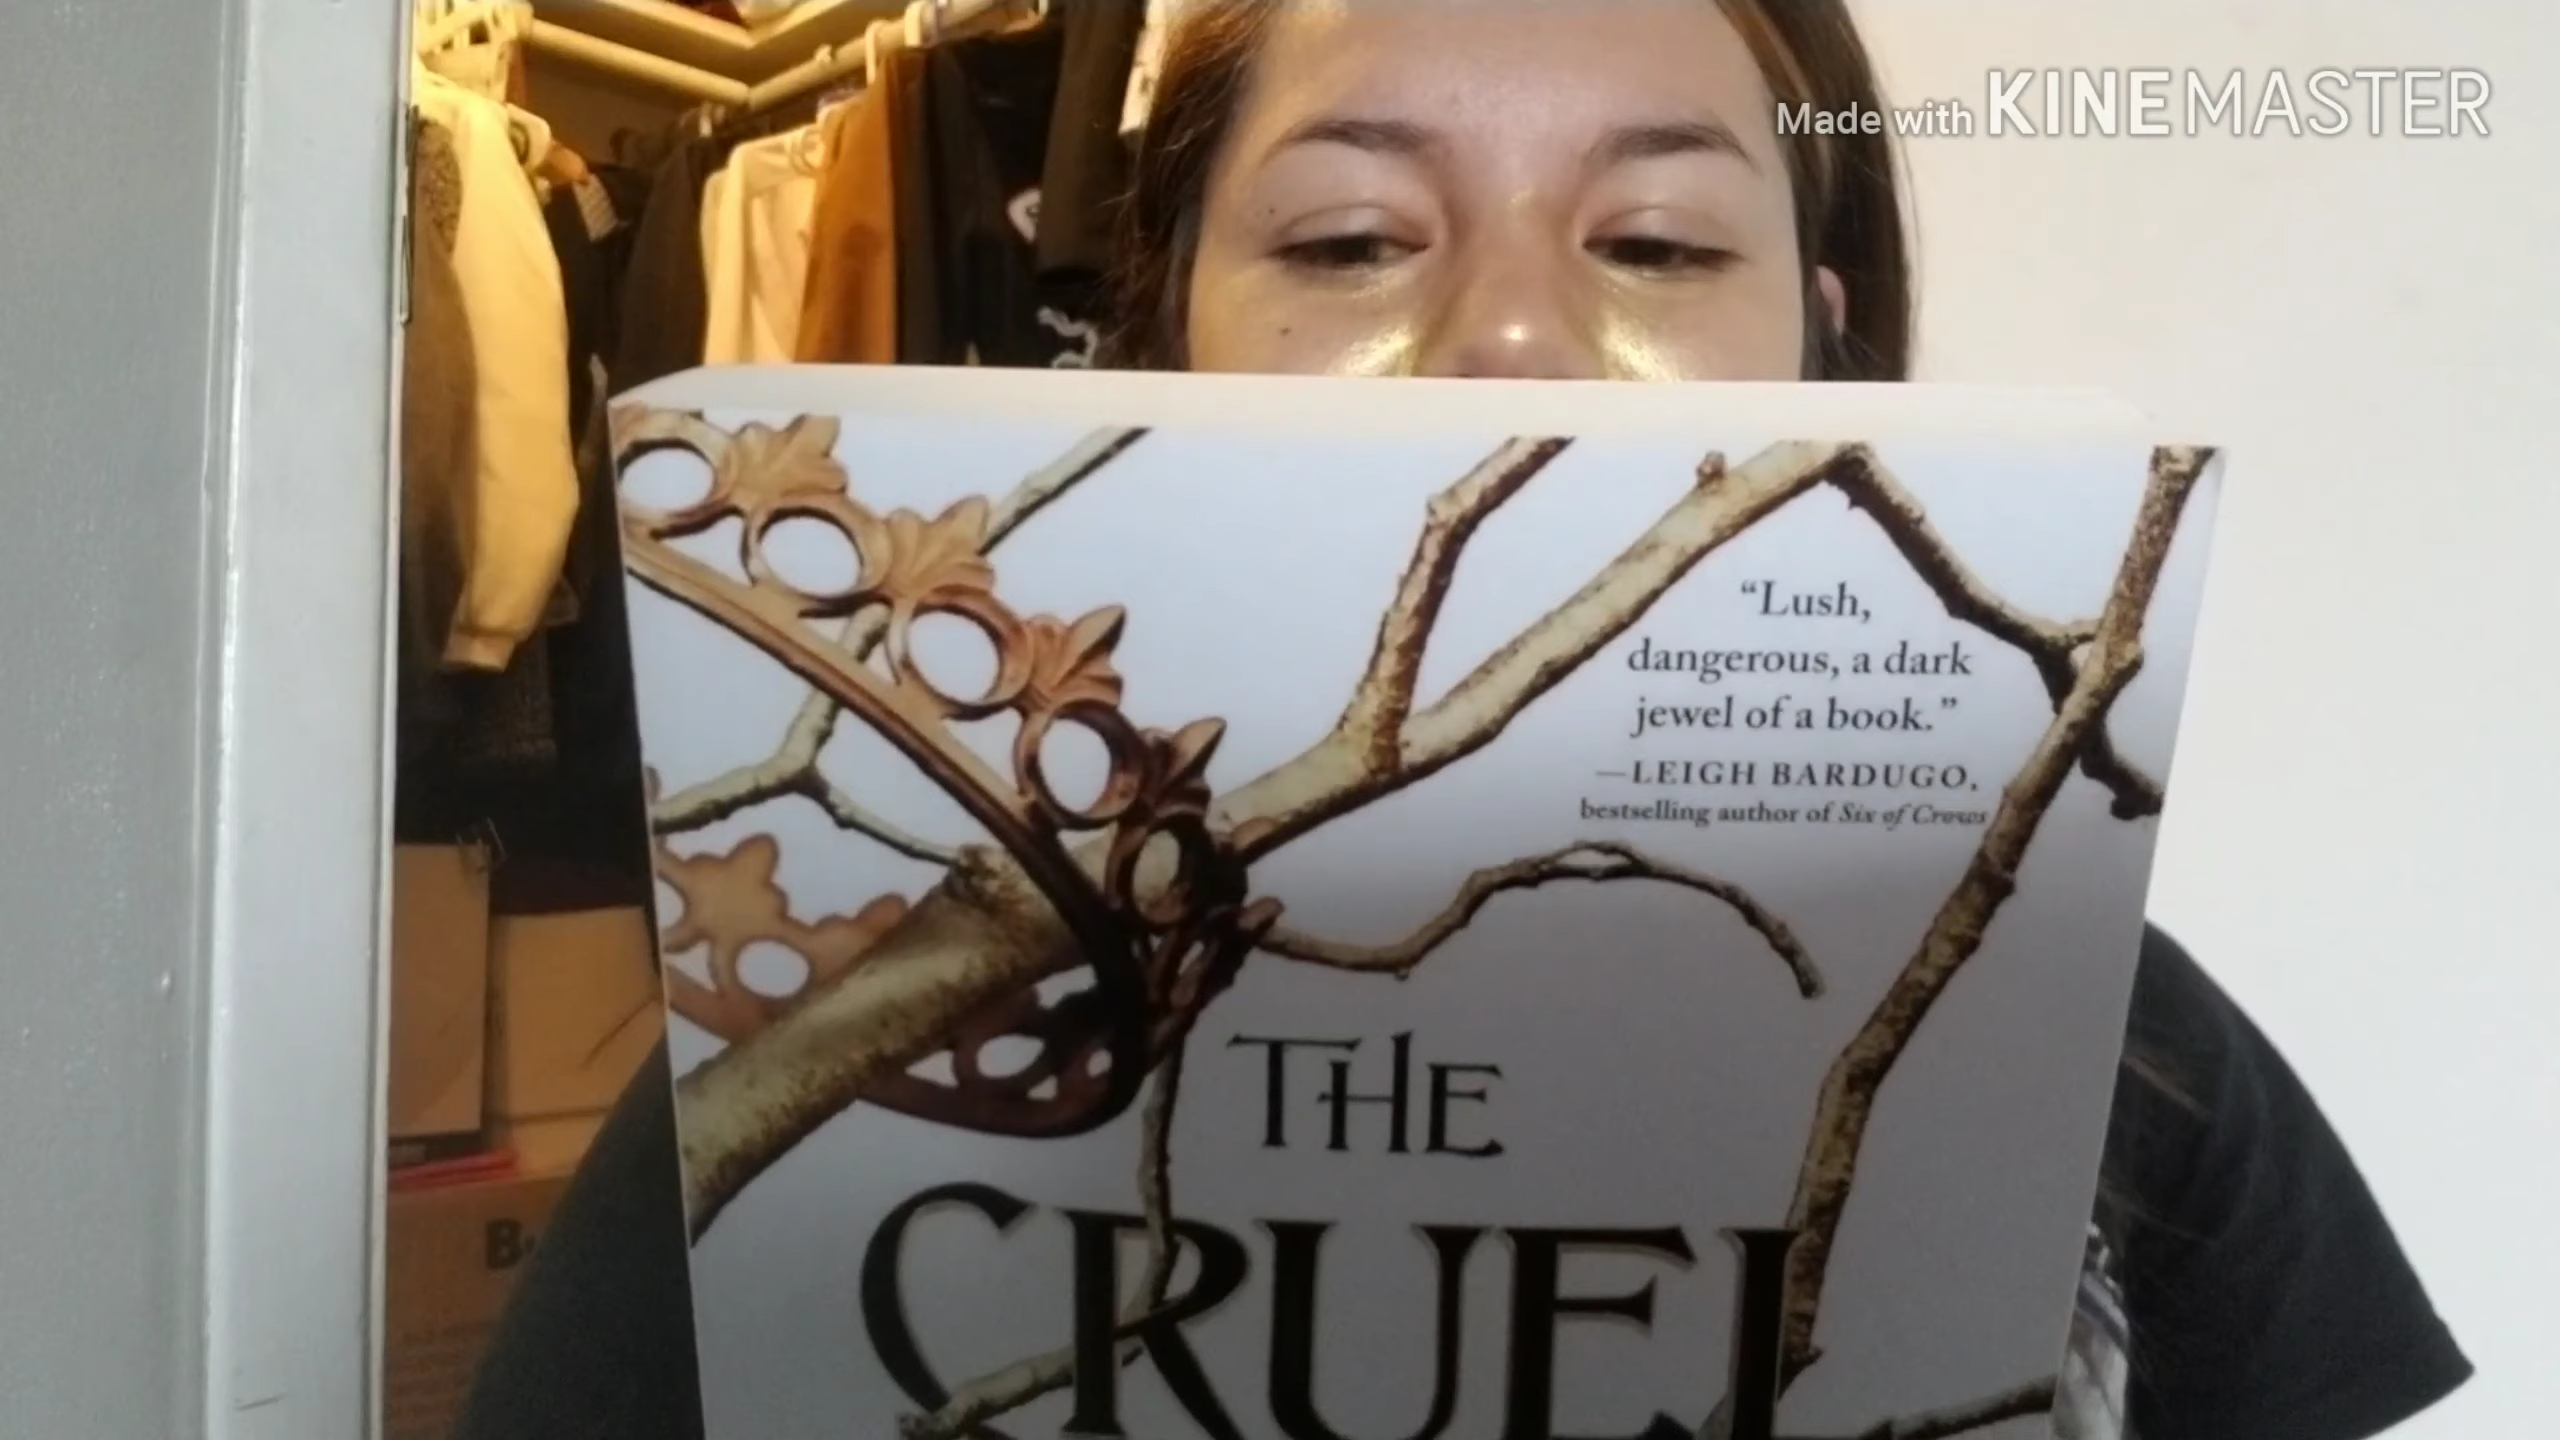 Made with KINEMASTER
“Lush,
dangerous, a dark
jewel of a book.”
—LEIGH BARDUGO,
bestselling author of Six of Crows
THE
CRUEL